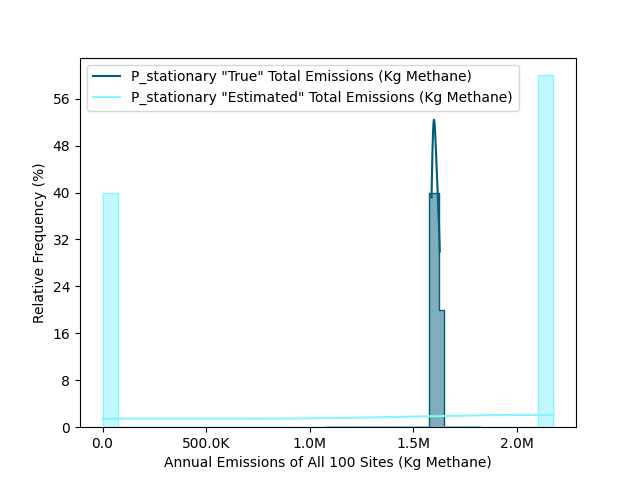 P_stationary "True" Total Emissions (Kg Methane)
P_stationary "Estimated" Total Emissions (Kg Methane)
56
48
40
32
24
16
8
0
Relative Frequency (%)
0.0 500.0K 1.0M 1.5M 2.0M
Annual Emissions of All 100 Sites (Kg Methane)